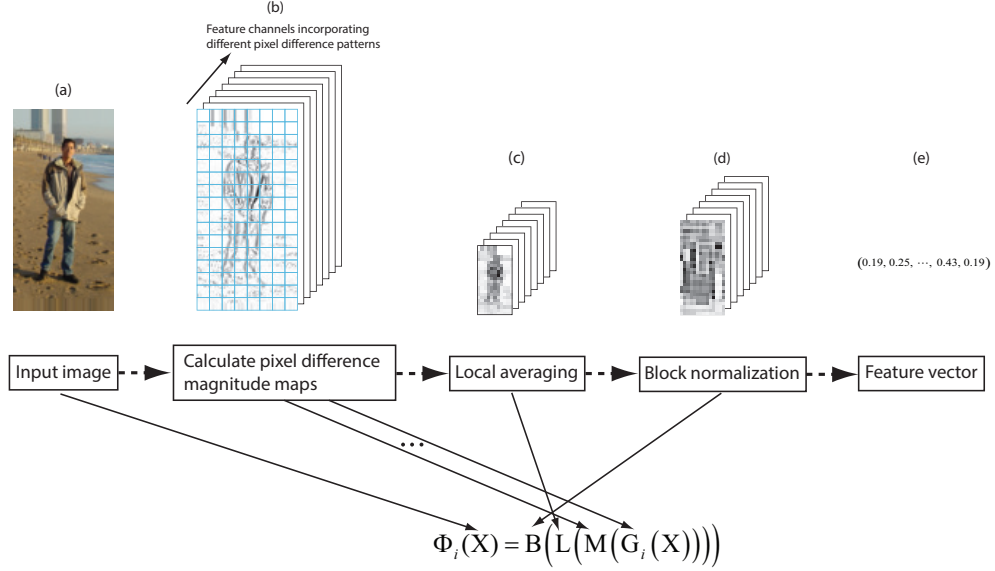 (b)
Feature channels incorporating
different pixel difference patterns
(a)
(c)
(d)
(e)
(0.19, 0.25, ⋯, 0.43, 0.19)
Input image
Calculate pixel difference
magnitude maps
Local averaging
Block normalization
Feature vector
...
Φᵢ(X) = B(L(M(Gᵢ(X))))